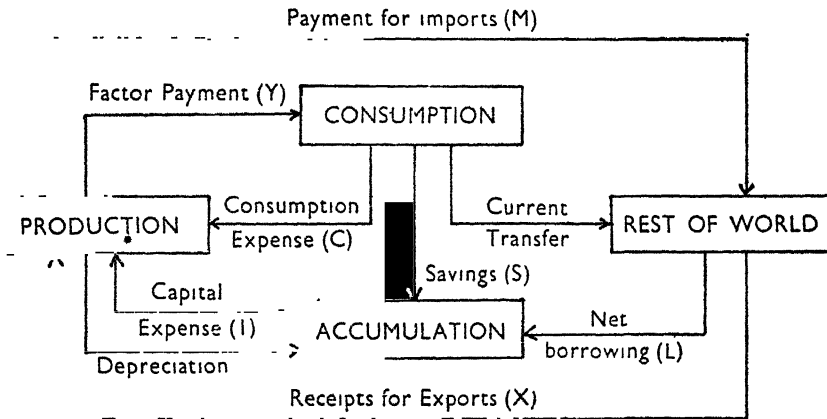 Payment for imports (M)
Factor Payment (Y)
CONSUMPTION
Consumption
Expense (C)
Current
Transfer
PRODUCTION
REST OF WORLD
Savings (S)
Capital
Expense (I)
ACCUMULATION
Net
borrowing (L)
Depreciation
Receipts for Exports (X)